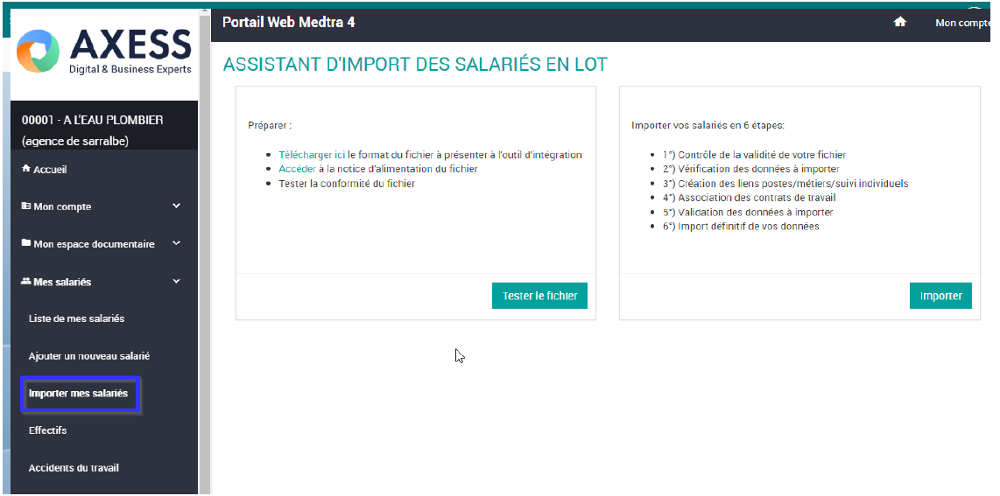 AXESS
Digital & Business Experts
00001 - A L'EAU PLOMBIER
(agence de sarralbe)
Accueil
Mon compte
Mon espace documentaire
Mes salariés
Liste de mes salariés
Ajouter un nouveau salarié
Importer mes salariés
Effectifs
Accidents du travail
Portail Web Medtra 4
Mon compte
ASSISTANT D'IMPORT DES SALARIÉS EN LOT
Préparer :
Télécharger ici le format du fichier à présenter à l'outil d'intégration
Accéder à la notice d'alimentation du fichier
Tester la conformité du fichier
Tester le fichier
Importer vos salariés en 6 étapes:
1°) Contrôle de la validité de votre fichier
2°) Vérification des données à importer
3°) Création des liens postes/métiers/suivi individuels
4°) Association des contrats de travail
5°) Validation des données à importer
6°) Import définitif de vos données
Importer